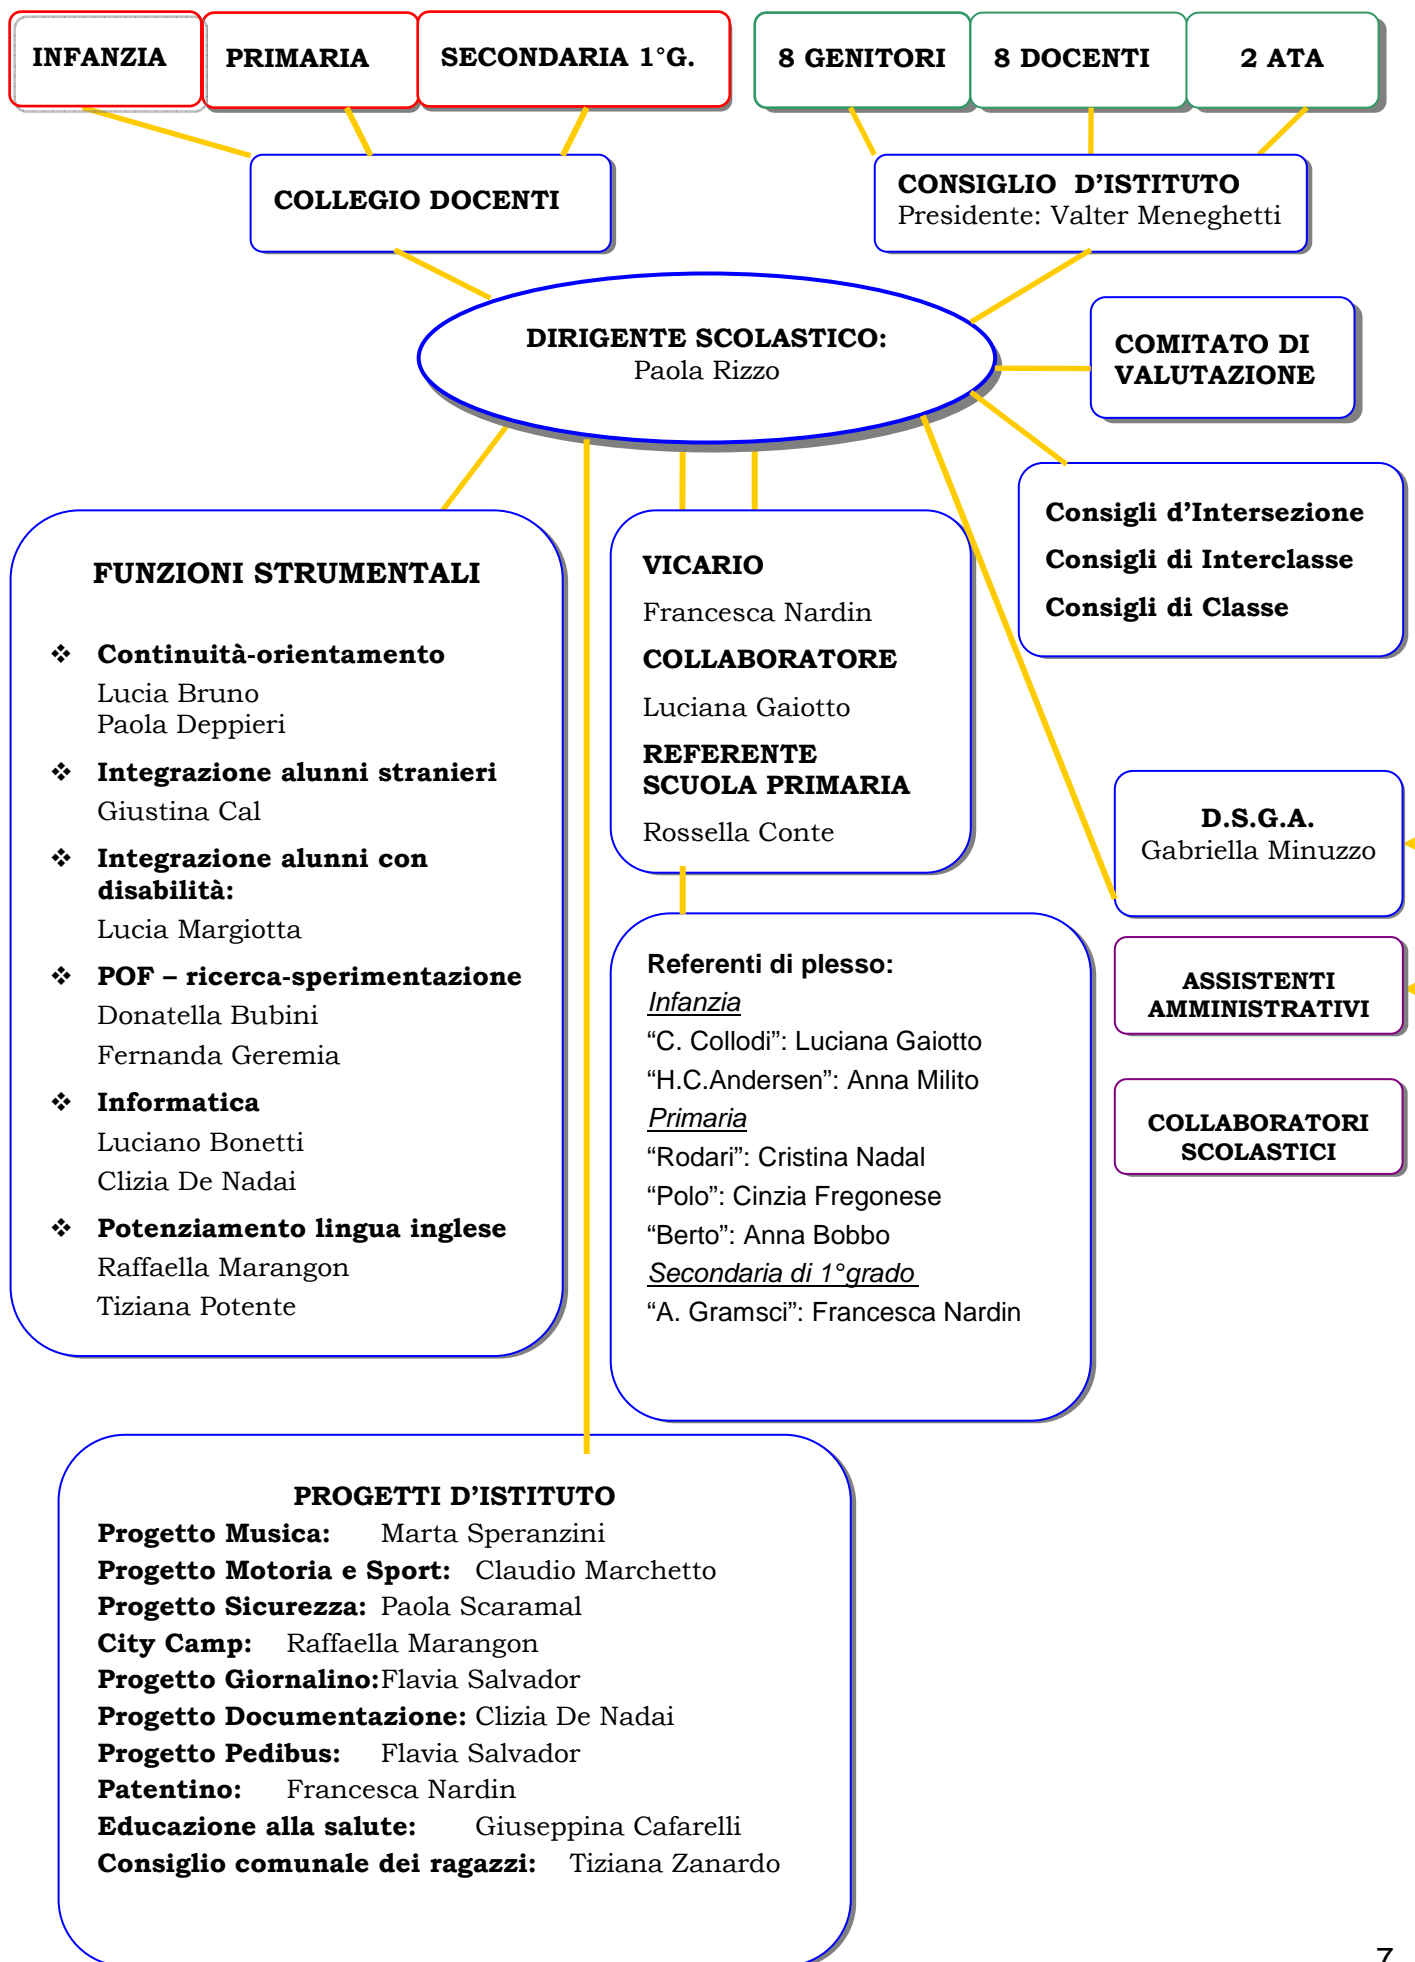 INFANZIA
PRIMARIA
SECONDARIA 1°G.
8 GENITORI
8 DOCENTI
2 ATA
COLLEGIO DOCENTI
CONSIGLIO D’ISTITUTO
Presidente: Valter Meneghetti
DIRIGENTE SCOLASTICO:
Paola Rizzo
COMITATO DI
VALUTAZIONE
Consigli d’Intersezione
Consigli di Interclasse
Consigli di Classe
FUNZIONI STRUMENTALI
❖ Continuità-orientamento
Lucia Bruno
Paola Deppieri
❖ Integrazione alunni stranieri
Giustina Cal
❖ Integrazione alunni con
disabilità:
Lucia Margiotta
❖ POF – ricerca-sperimentazione
Donatella Bubini
Fernanda Geremia
❖ Informatica
Luciano Bonetti
Clizia De Nadai
❖ Potenziamento lingua inglese
Raffaella Marangon
Tiziana Potente
VICARIO
Francesca Nardin
COLLABORATORE
Luciana Gaiotto
REFERENTE
SCUOLA PRIMARIA
Rossella Conte
D.S.G.A.
Gabriella Minuzzo
ASSISTENTI
AMMINISTRATIVI
COLLABORATORI
SCOLASTICI
Referenti di plesso:
Infanzia
“C. Collodi”: Luciana Gaiotto
“H.C.Andersen”: Anna Milito
Primaria
“Rodari”: Cristina Nadal
“Polo”: Cinzia Fregonese
“Berto”: Anna Bobbo
Secondaria di 1°grado
“A. Gramsci”: Francesca Nardin
PROGETTI D’ISTITUTO
Progetto Musica: Marta Speranzini
Progetto Motoria e Sport: Claudio Marchetto
Progetto Sicurezza: Paola Scaramal
City Camp: Raffaella Marangon
Progetto Giornalino:Flavia Salvador
Progetto Documentazione: Clizia De Nadai
Progetto Pedibus: Flavia Salvador
Patentino: Francesca Nardin
Educazione alla salute: Giuseppina Cafarelli
Consiglio comunale dei ragazzi: Tiziana Zanardo
7